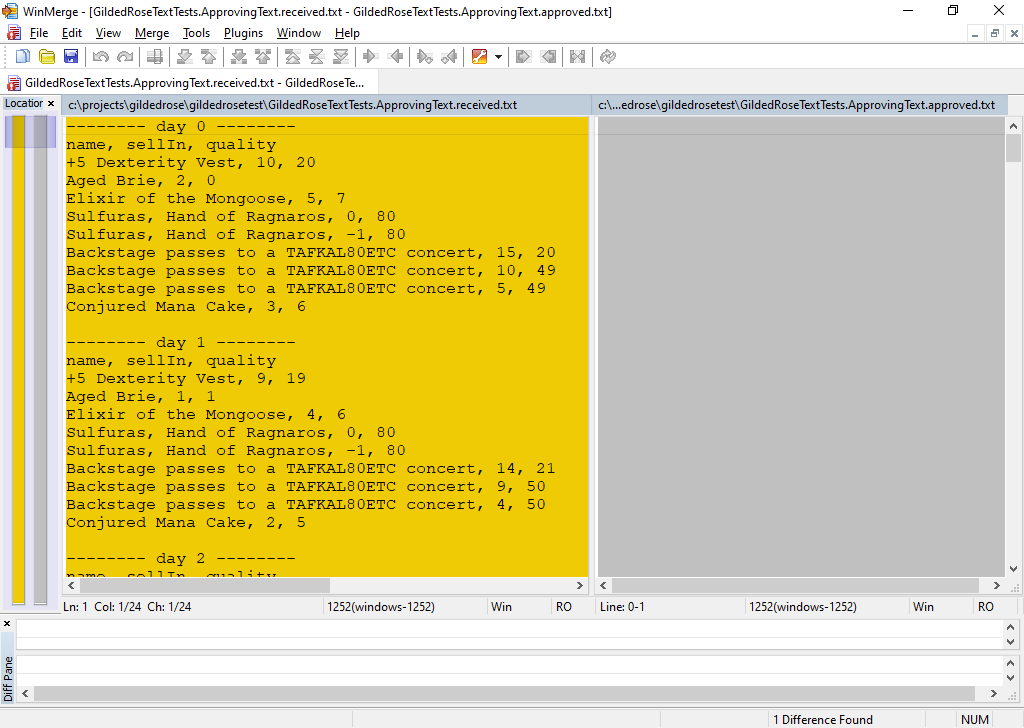 WinMerge - [GildedRoseTextTests.ApprovingText.received.txt - GildedRoseTextTests.ApprovingText.approved.txt]
File Edit View Merge Tools Plugins Window Help
GildedRoseTextTests.ApprovingText.received.txt - GildedRoseTe...
Location
c:\projects\gildedrose\gildedrosetest\GildedRoseTextTests.ApprovingText.received.txt
c:\...edrose\gildedrosetest\GildedRoseTextTests.ApprovingText.approved.txt
-------- day 0 --------
name, sellIn, quality
+5 Dexterity Vest, 10, 20
Aged Brie, 2, 0
Elixir of the Mongoose, 5, 7
Sulfuras, Hand of Ragnaros, 0, 80
Sulfuras, Hand of Ragnaros, -1, 80
Backstage passes to a TAFKAL80ETC concert, 15, 20
Backstage passes to a TAFKAL80ETC concert, 10, 49
Backstage passes to a TAFKAL80ETC concert, 5, 49
Conjured Mana Cake, 3, 6
-------- day 1 --------
name, sellIn, quality
+5 Dexterity Vest, 9, 19
Aged Brie, 1, 1
Elixir of the Mongoose, 4, 6
Sulfuras, Hand of Ragnaros, 0, 80
Sulfuras, Hand of Ragnaros, -1, 80
Backstage passes to a TAFKAL80ETC concert, 14, 21
Backstage passes to a TAFKAL80ETC concert, 9, 50
Backstage passes to a TAFKAL80ETC concert, 4, 50
Conjured Mana Cake, 2, 5
-------- day 2 --------
name, sellIn, quality
Ln: 1 Col: 1/24 Ch: 1/24
1252(windows-1252)
Win
RO
Line: 0-1
1252(windows-1252)
Win
RO
Diff Pane
1 Difference Found
NUM